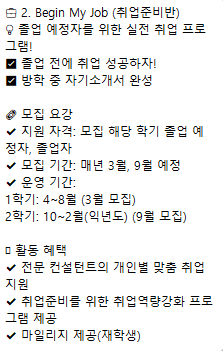 💼 2. Begin My Job (취업준비반)
💡 졸업 예정자를 위한 실전 취업 프로
그램!
☑ 졸업 전에 취업 성공하자!
☑ 방학 중 자기소개서 완성

📎 모집 요강
✔ 지원 자격: 모집 해당 학기 졸업 예
정자, 졸업자
✔ 모집 기간: 매년 3월, 9월 예정
✔ 운영 기간:
1학기: 4~8월 (3월 모집)
2학기: 10~2월(익년도) (9월 모집)

▯ 활동 혜택
✔ 전문 컨설턴트의 개인별 맞춤 취업
지원
✔ 취업준비를 위한 취업역량강화 프로
그램 제공
✔ 마일리지 제공(재학생)